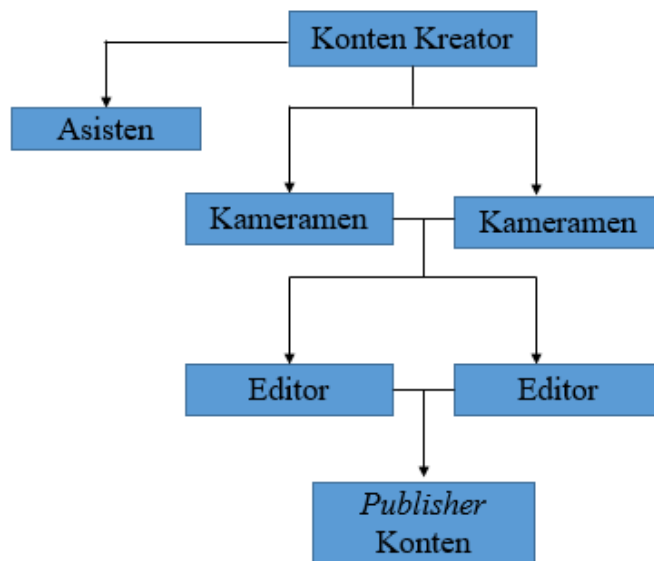 Konten Kreator
Asisten
Kameramen
Kameramen
Editor
Editor
Publisher
Konten